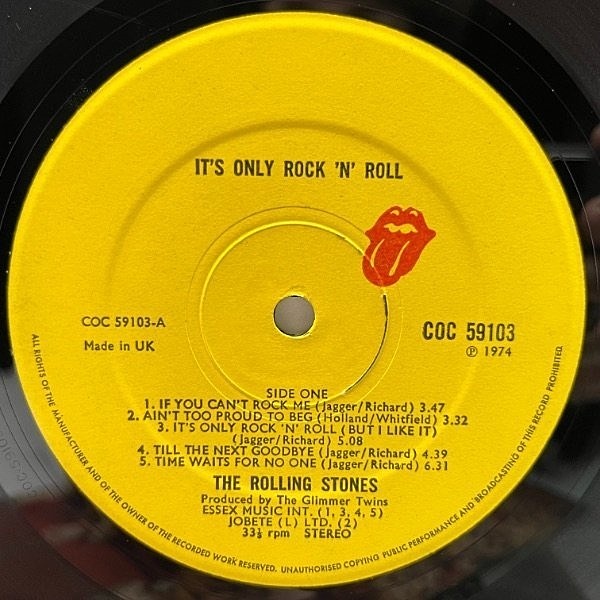 IT'S ONLY ROCK 'N' ROLL
COC 59103-A
Made in UK
COC 59103
℗ 1974
SIDE ONE
1. IF YOU CAN'T ROCK ME (Jagger/Richard) 3.47
2. AIN'T TOO PROUD TO BEG (Holland/Whitfield) 3.32
3. IT'S ONLY ROCK 'N' ROLL (BUT I LIKE IT)
(Jagger/Richard) 5.08
4. TILL THE NEXT GOODBYE (Jagger/Richard) 4.39
5. TIME WAITS FOR NO ONE (Jagger/Richard) 6.31
THE ROLLING STONES
Produced by The Glimmer Twins
ESSEX MUSIC INT. (1, 3, 4, 5)
JOBETE (L) LTD. (2)
33⅓ rpm STEREO
ALL RIGHTS OF THE MANUFACTURER AND OF THE OWNER OF THE RECORDED WORK RESERVED. UNAUTHORISED COPYING PUBLIC PERFORMANCE AND BROADCASTING OF THIS RECORD PROHIBITED.